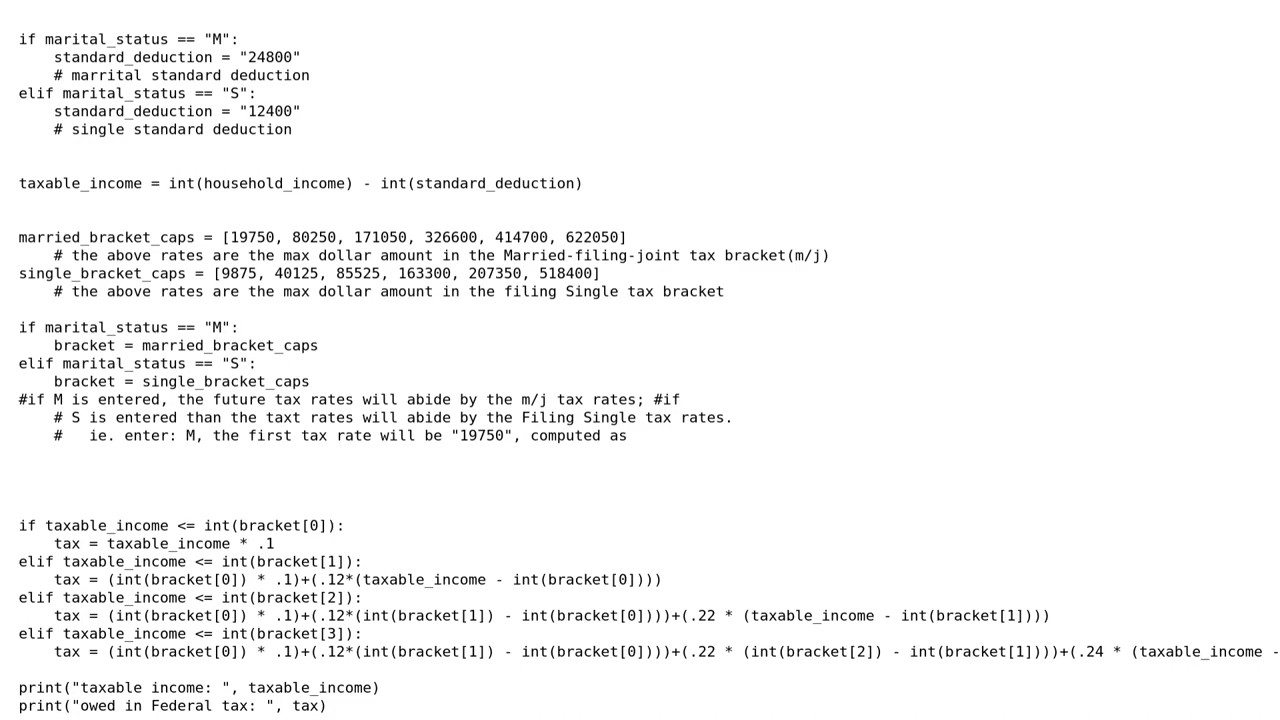 if marital_status == "M":
    standard_deduction = "24800"
    # marrital standard deduction
elif marital_status == "S":
    standard_deduction = "12400"
    # single standard deduction
taxable_income = int(household_income) - int(standard_deduction)
married_bracket_caps = [19750, 80250, 171050, 326600, 414700, 622050]
    # the above rates are the max dollar amount in the Married-filing-joint tax bracket(m/j)
single_bracket_caps = [9875, 40125, 85525, 163300, 207350, 518400]
    # the above rates are the max dollar amount in the filing Single tax bracket
if marital_status == "M":
    bracket = married_bracket_caps
elif marital_status == "S":
    bracket = single_bracket_caps
#if M is entered, the future tax rates will abide by the m/j tax rates; #if
    # S is entered than the taxt rates will abide by the Filing Single tax rates.
    #   ie. enter: M, the first tax rate will be "19750", computed as
if taxable_income <= int(bracket[0]):
    tax = taxable_income * .1
elif taxable_income <= int(bracket[1]):
    tax = (int(bracket[0]) * .1)+(.12*(taxable_income - int(bracket[0])))
elif taxable_income <= int(bracket[2]):
    tax = (int(bracket[0]) * .1)+(.12*(int(bracket[1]) - int(bracket[0])))+(.22 * (taxable_income - int(bracket[1])))
elif taxable_income <= int(bracket[3]):
    tax = (int(bracket[0]) * .1)+(.12*(int(bracket[1]) - int(bracket[0])))+(.22 * (int(bracket[2]) - int(bracket[1])))+(.24 * (taxable_income -
print("taxable income: ", taxable_income)
print("owed in Federal tax: ", tax)